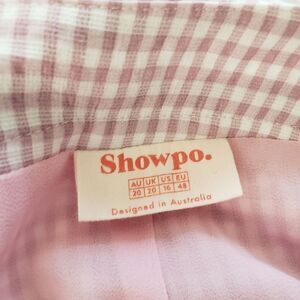 Showpo.
AU UK US EU
20 20 16 48
Designed in Australia